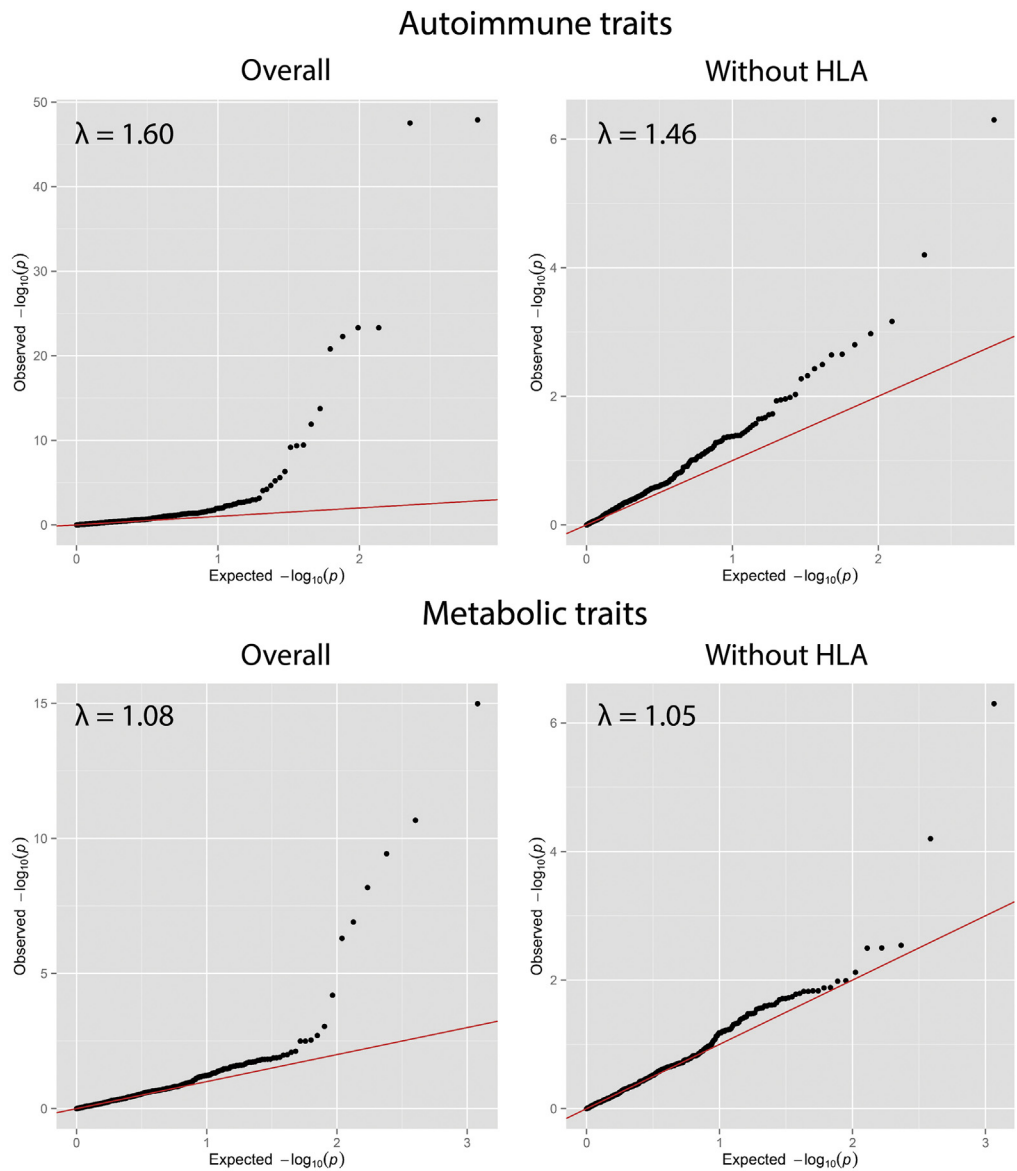 Autoimmune traits
Overall
Without HLA
50
40
30
20
10
0
λ = 1.60
Observed −log₁₀(p)
0
1
2
Expected −log₁₀(p)
6
4
2
0
λ = 1.46
Observed −log₁₀(p)
0
1
2
Expected −log₁₀(p)
Metabolic traits
Overall
Without HLA
15
10
5
0
λ = 1.08
Observed −log₁₀(p)
0
1
2
3
Expected −log₁₀(p)
6
4
2
0
λ = 1.05
Observed −log₁₀(p)
0
1
2
3
Expected −log₁₀(p)